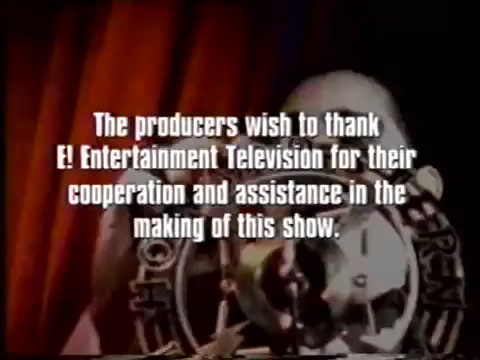 The producers wish to thank
E! Entertainment Television for their
cooperation and assistance in the
making of this show.